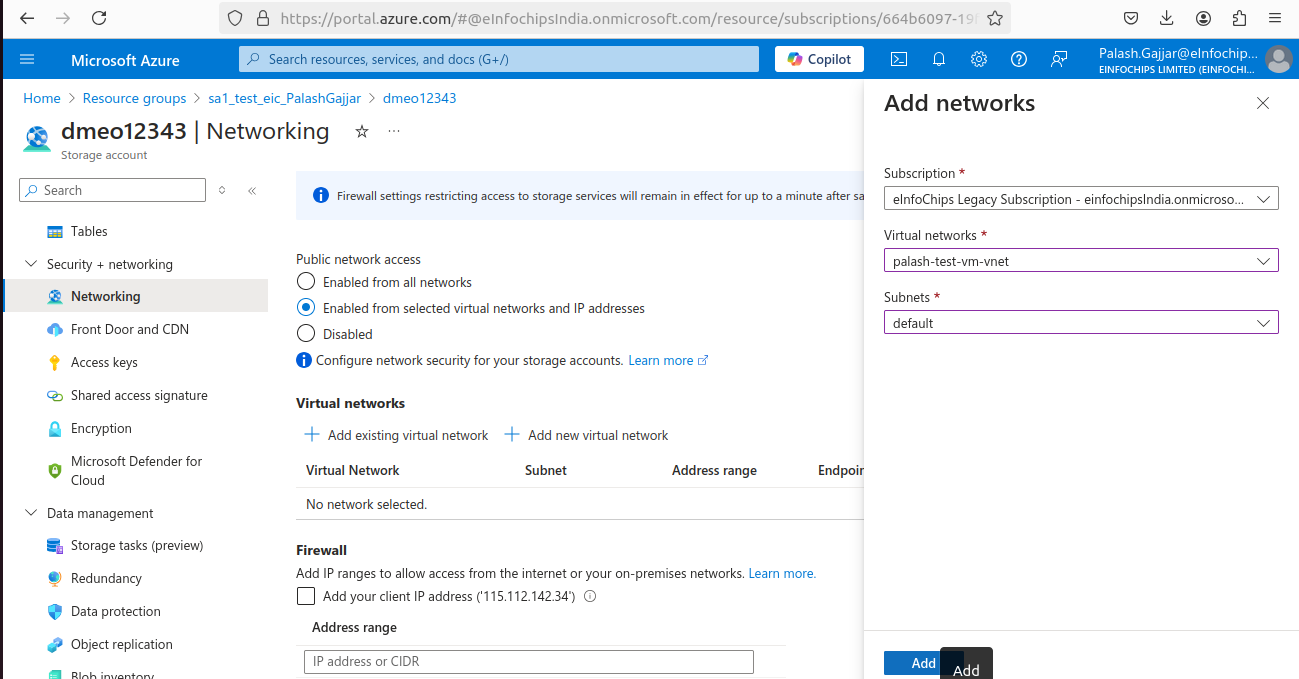 https://portal.azure.com/#@eInfochipsIndia.onmicrosoft.com/resource/subscriptions/664b6097-19f
Microsoft Azure
Search resources, services, and docs (G+/)
Copilot
Palash.Gajjar@eInfochip...
EINFOCHIPS LIMITED (EINFOCHI...
Home > Resource groups > sa1_test_eic_PalashGajjar > dmeo12343
dmeo12343 | Networking
Storage account
Search
Tables
Security + networking
Networking
Front Door and CDN
Access keys
Shared access signature
Encryption
Microsoft Defender for
Cloud
Data management
Storage tasks (preview)
Redundancy
Data protection
Object replication
Blob inventory
Firewall settings restricting access to storage services will remain in effect for up to a minute after sa
Public network access
Enabled from all networks
Enabled from selected virtual networks and IP addresses
Disabled
Configure network security for your storage accounts. Learn more
Virtual networks
Add existing virtual network
Add new virtual network
Virtual Network Subnet Address range Endpoin
No network selected.
Firewall
Add IP ranges to allow access from the internet or your on-premises networks. Learn more.
Add your client IP address ('115.112.142.34')
Address range
IP address or CIDR
Add networks
Subscription *
eInfoChips Legacy Subscription - einfochipsIndia.onmicroso...
Virtual networks *
palash-test-vm-vnet
Subnets *
default
Add
Add